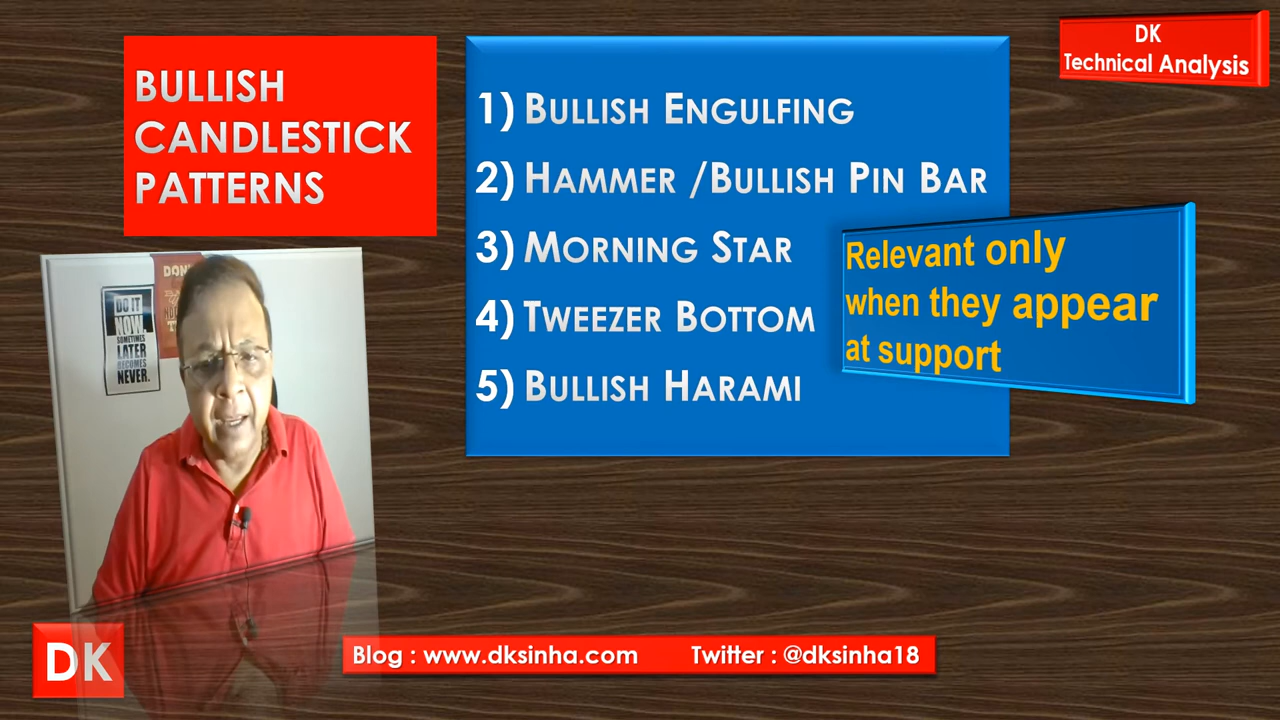 DK
Technical Analysis
BULLISH
CANDLESTICK
PATTERNS
1) BULLISH ENGULFING
2) HAMMER /BULLISH PIN BAR
3) MORNING STAR
4) TWEEZER BOTTOM
5) BULLISH HARAMI
Relevant only
when they appear
at support
DO IT
NOW.
SOMETIMES
LATER
BECOMES
NEVER.
DK
Blog : www.dksinha.com Twitter : @dksinha18